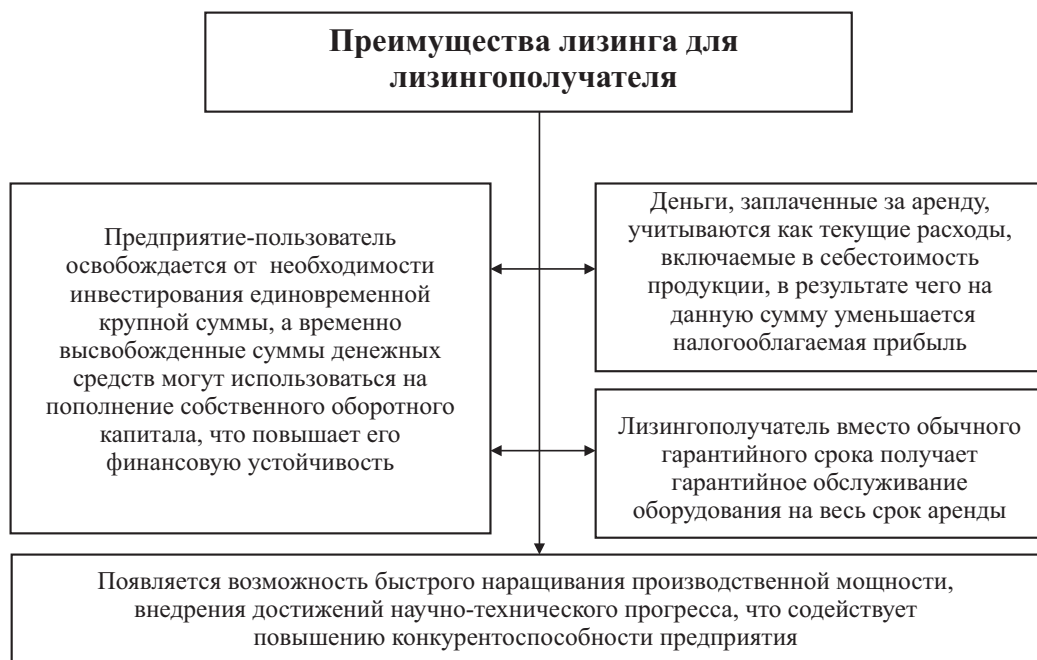 Преимущества лизинга для
лизингополучателя
Предприятие-пользователь
освобождается от необходимости
инвестирования единовременной
крупной суммы, а временно
высвобожденные суммы денежных
средств могут использоваться на
пополнение собственного оборотного
капитала, что повышает его
финансовую устойчивость
Деньги, заплаченные за аренду,
учитываются как текущие расходы,
включаемые в себестоимость
продукции, в результате чего на
данную сумму уменьшается
налогооблагаемая прибыль
Лизингополучатель вместо обычного
гарантийного срока получает
гарантийное обслуживание
оборудования на весь срок аренды
Появляется возможность быстрого наращивания производственной мощности,
внедрения достижений научно-технического прогресса, что содействует
повышению конкурентоспособности предприятия